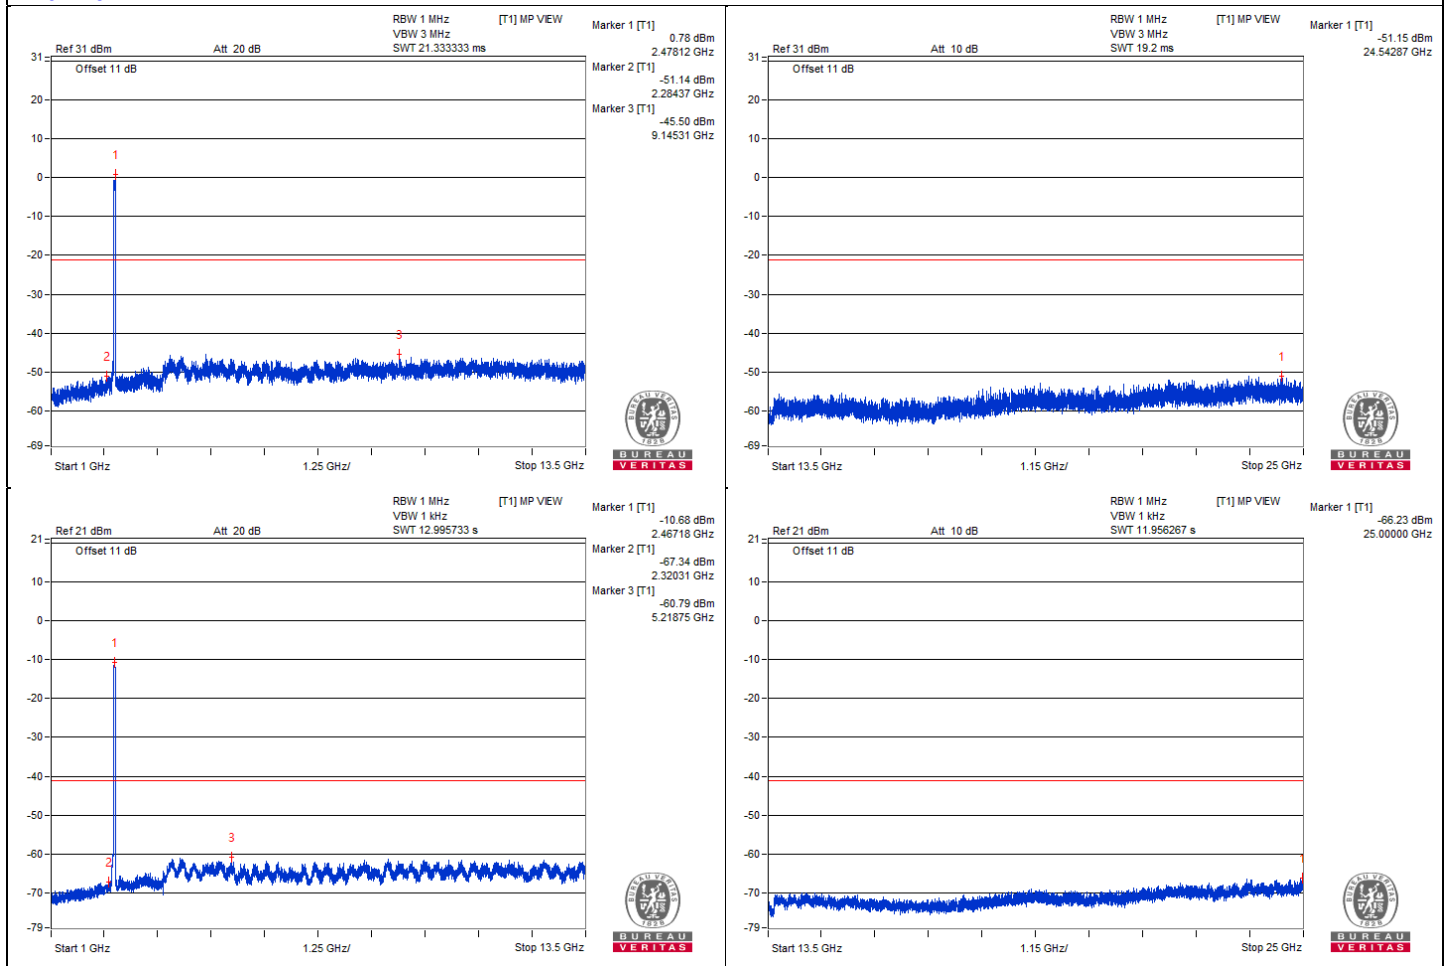 RBW 1 MHz [T1] MP VIEW
VBW 3 MHz
Ref 31 dBm Att 20 dB SWT 21.333333 ms
Marker 1 [T1]
0.78 dBm
2.47812 GHz
Marker 2 [T1]
-51.14 dBm
2.28437 GHz
Marker 3 [T1]
-45.50 dBm
9.14531 GHz
31
Offset 11 dB
20
10
1
0
-10
-20
-30
-40
3
2
-50
-60
-69
Start 1 GHz 1.25 GHz/ Stop 13.5 GHz
1828
BUREAU
VERITAS
RBW 1 MHz [T1] MP VIEW
VBW 3 MHz
Ref 31 dBm Att 10 dB SWT 19.2 ms
Marker 1 [T1]
-51.15 dBm
24.54287 GHz
31
Offset 11 dB
20
10
0
-10
-20
-30
-40
1
-50
-60
-69
Start 13.5 GHz 1.15 GHz/ Stop 25 GHz
1828
BUREAU
VERITAS
RBW 1 MHz [T1] MP VIEW
VBW 1 kHz
Ref 21 dBm Att 20 dB SWT 12.995733 s
Marker 1 [T1]
-10.68 dBm
2.46718 GHz
Marker 2 [T1]
-67.34 dBm
2.32031 GHz
Marker 3 [T1]
-60.79 dBm
5.21875 GHz
21
Offset 11 dB
10
0
1
-10
-20
-30
-40
-50
3
-60
2
-70
-79
Start 1 GHz 1.25 GHz/ Stop 13.5 GHz
1828
BUREAU
VERITAS
RBW 1 MHz [T1] MP VIEW
VBW 1 kHz
Ref 21 dBm Att 10 dB SWT 11.956267 s
Marker 1 [T1]
-66.23 dBm
25.00000 GHz
21
Offset 11 dB
10
0
-10
-20
-30
-40
-50
-60
1
-70
-79
Start 13.5 GHz 1.15 GHz/ Stop 25 GHz
1828
BUREAU
VERITAS